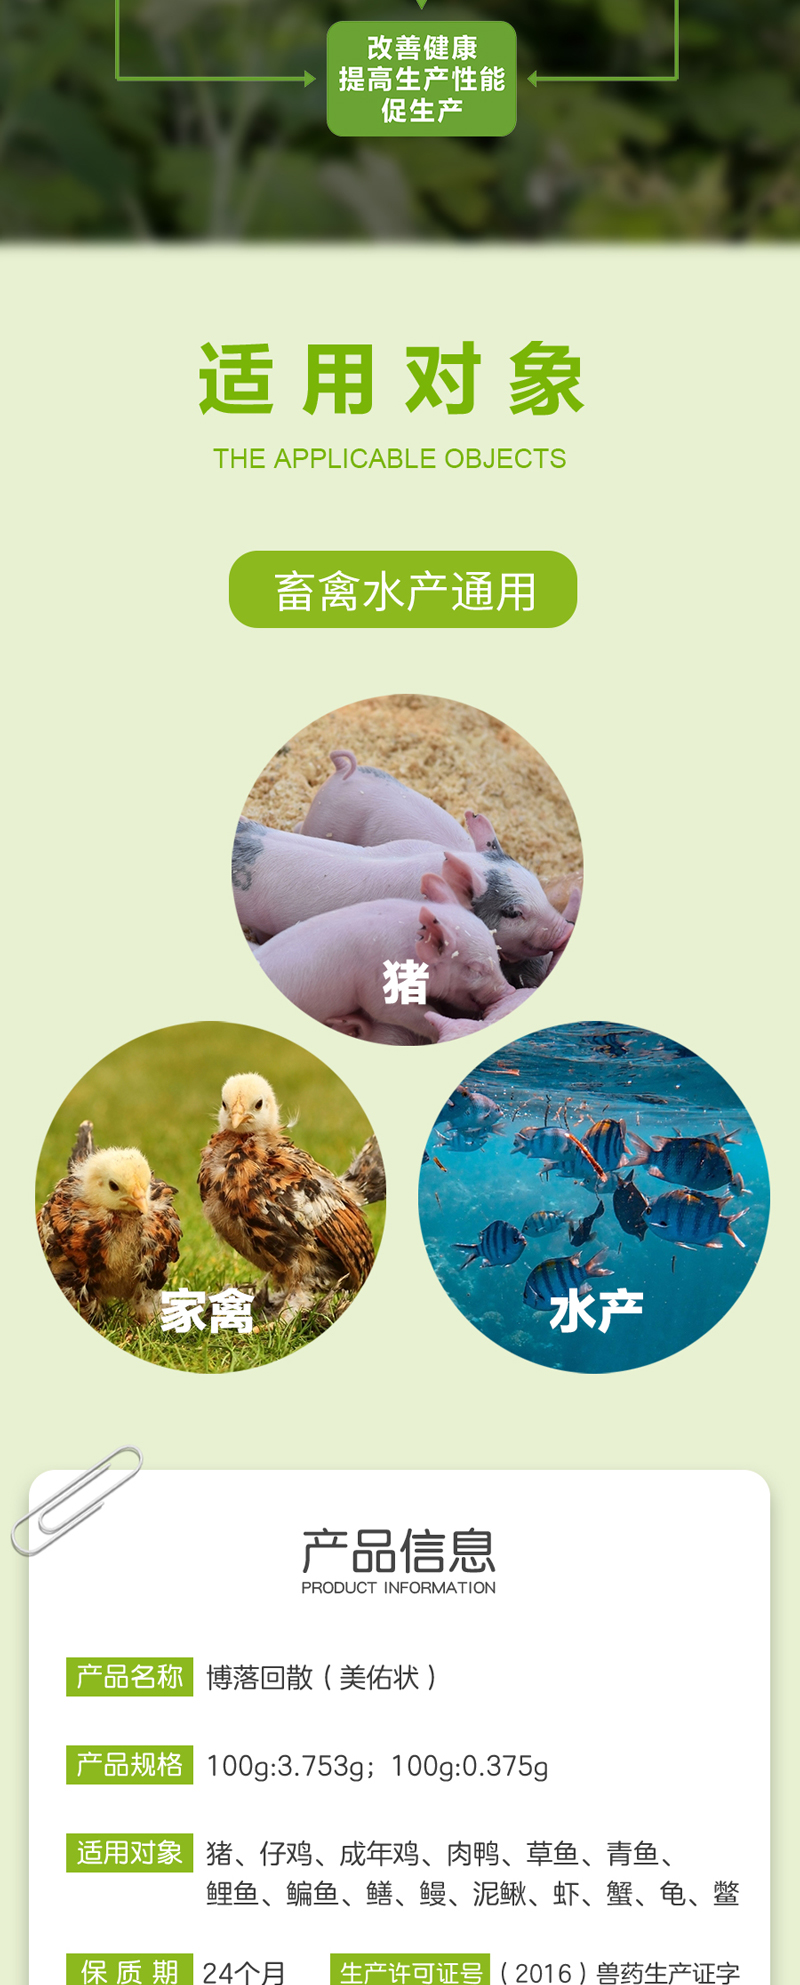 改善健康
提高生产性能
促生产
适用对象
THE APPLICABLE OBJECTS
畜禽水产通用
猪
家禽
水产
产品信息
PRODUCT INFORMATION
产品名称 博落回散（美佑状）
产品规格 100g:3.753g；100g:0.375g
适用对象 猪、仔鸡、成年鸡、肉鸭、草鱼、青鱼、
鲤鱼、鳊鱼、鳝、鳗、泥鳅、虾、蟹、龟、鳖
保质期 24个月 生产许可证号 （2016）兽药生产证字